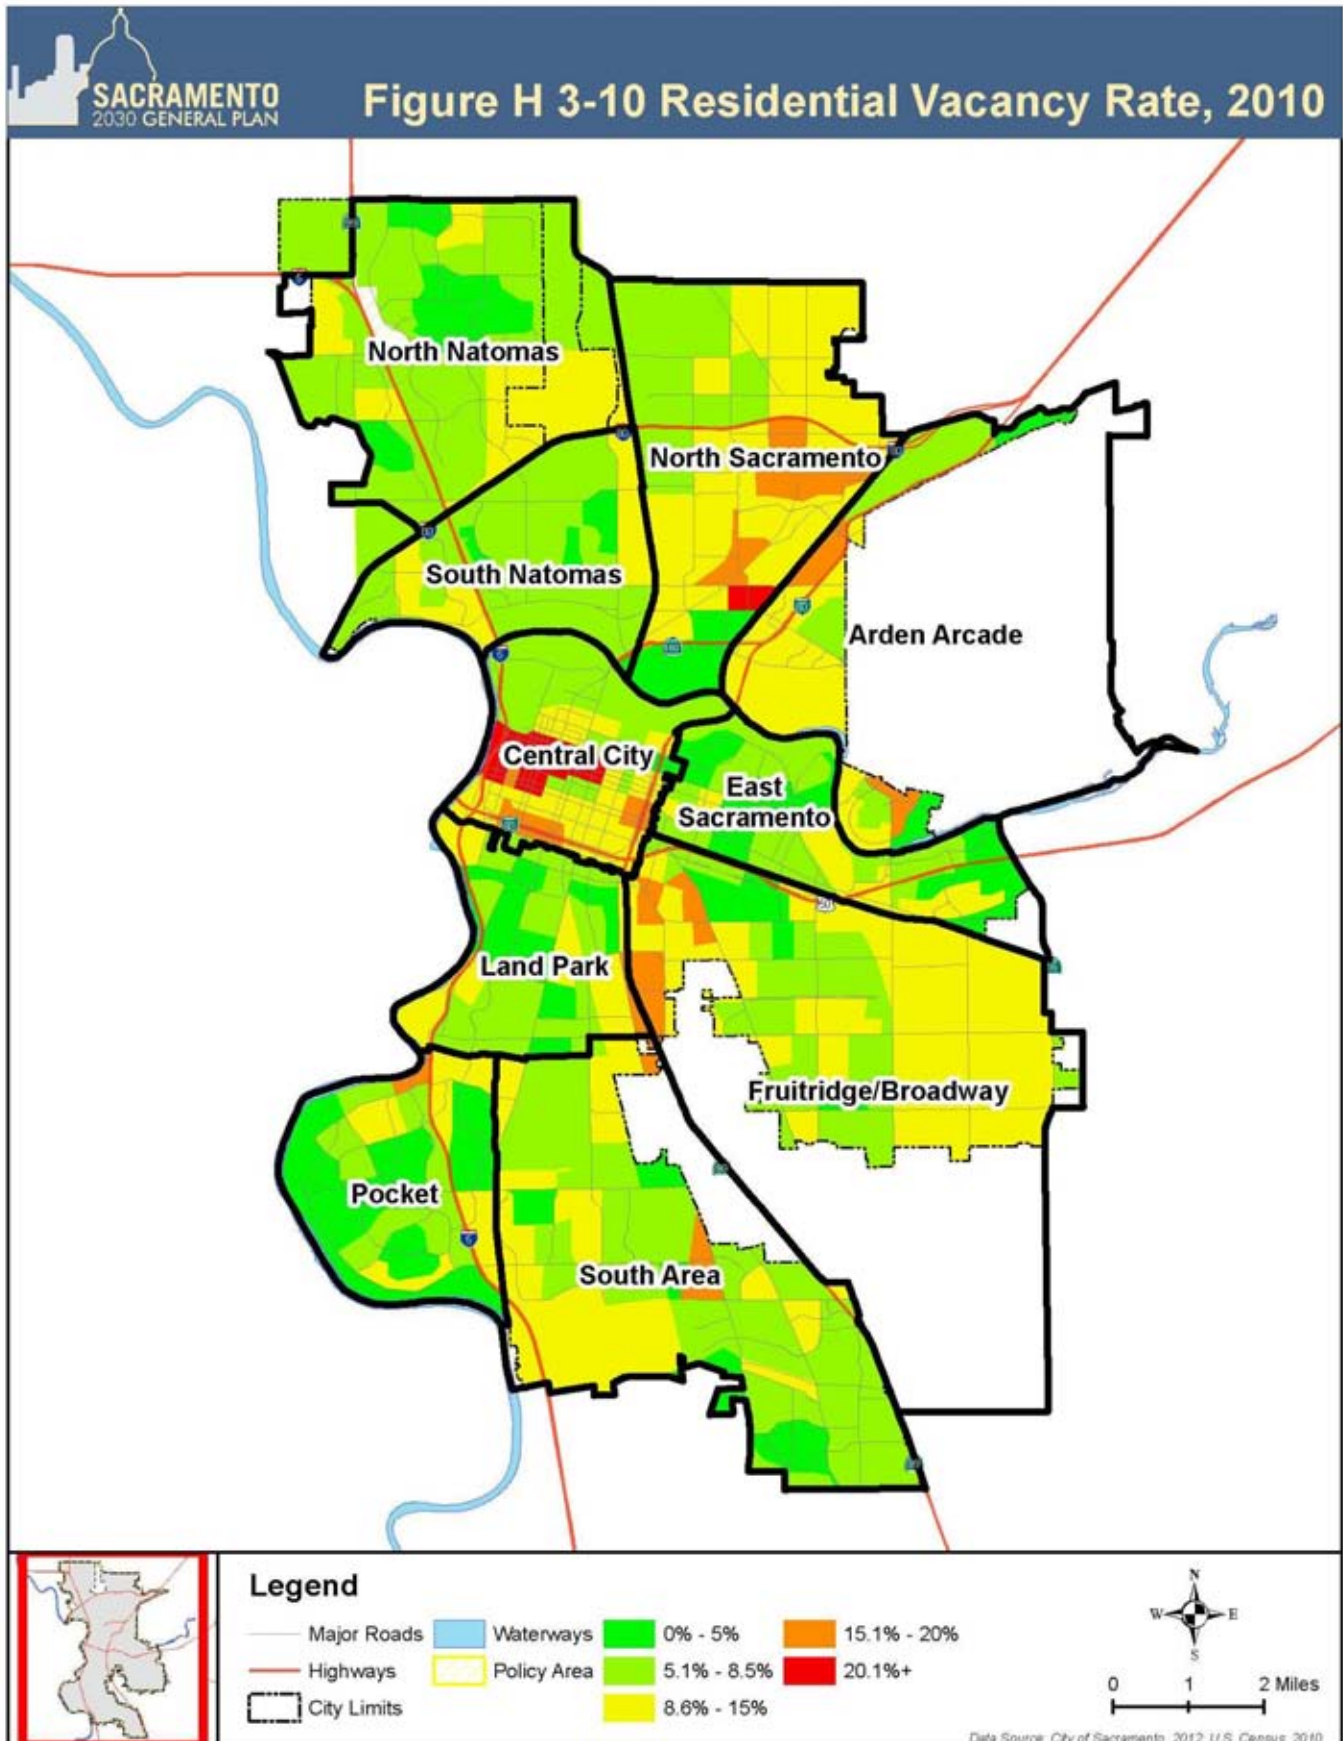 SACRAMENTO
2030 GENERAL PLAN
Figure H 3-10 Residential Vacancy Rate, 2010
North Natomas
North Sacramento
South Natomas
Arden Arcade
Central City
East
Sacramento
Land Park
Fruitridge/Broadway
Pocket
South Area
Legend
Major Roads
Highways
City Limits
Waterways
Policy Area
0% - 5%
5.1% - 8.5%
8.6% - 15%
15.1% - 20%
20.1%+
N
W E
S
0 1 2 Miles
Data Source: City of Sacramento, 2012; U.S. Census, 2010